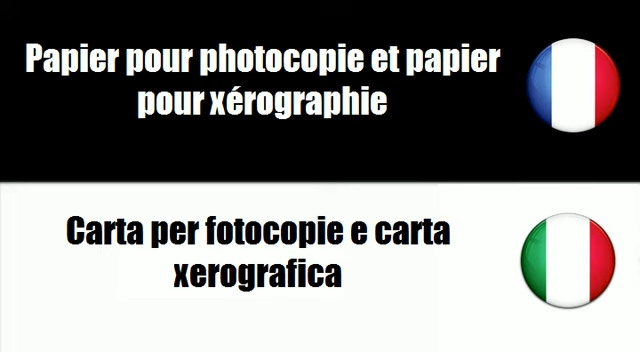 Papier pour photocopie et papier
pour xérographie
Carta per fotocopie e carta
xerografica